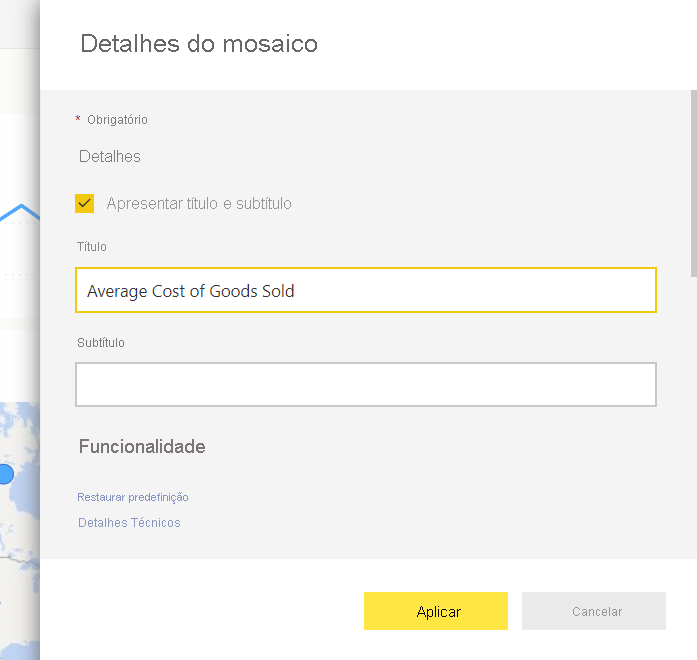 Detalhes do mosaico
* Obrigatório
Detalhes
Apresentar título e subtítulo
Título
Average Cost of Goods Sold
Subtítulo
Funcionalidade
Restaurar predefinição
Detalhes Técnicos
Aplicar
Cancelar